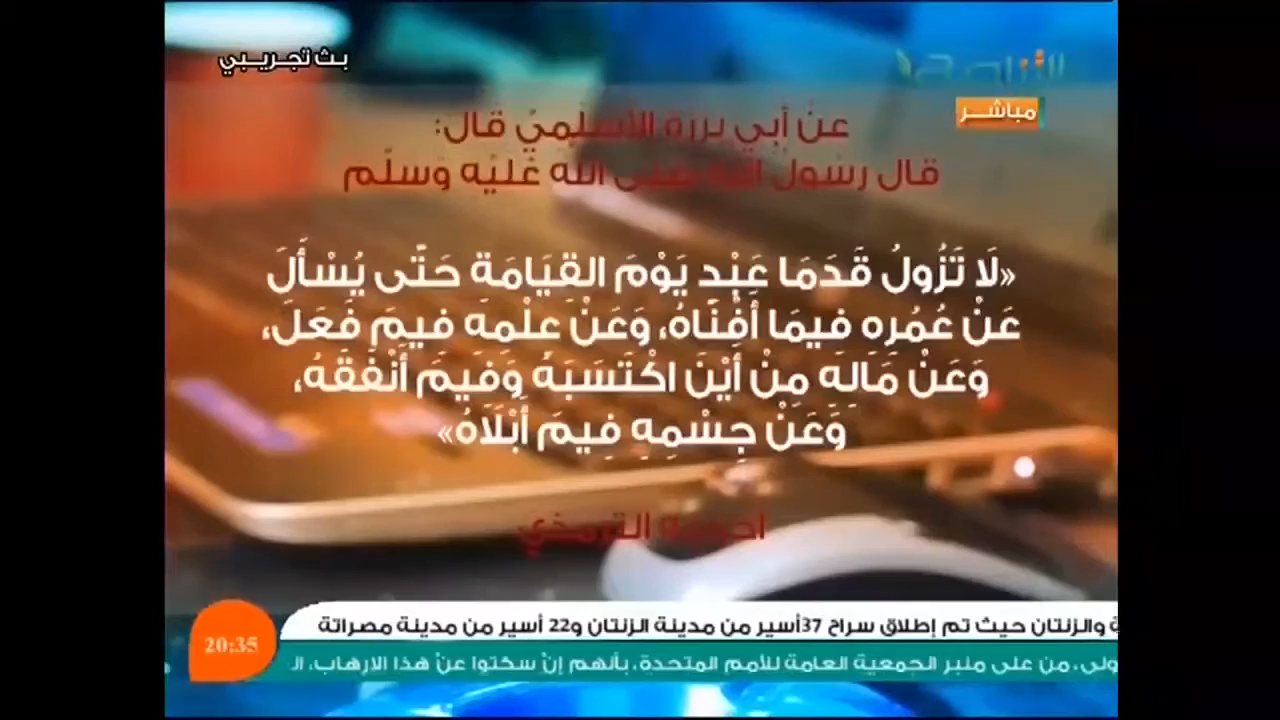 بث تجريبي
مباشر
عن أبي برزة الأسلمي قال:
قال رسول الله صلى الله عليه وسلم
«لَا تَزُولُ قَدَمَا عَبْدٍ يَوْمَ القِيَامَةِ حَتَّى يُسْأَلَ
عَنْ عُمُرِهِ فِيمَا أَفْنَاهُ، وَعَنْ عِلْمِهِ فِيمَ فَعَلَ،
وَعَنْ مَالِهِ مِنْ أَيْنَ اكْتَسَبَهُ وَفِيمَ أَنْفَقَهُ،
وَعَنْ جِسْمِهِ فِيمَ أَبْلَاهُ»
الترمذي
والزنتان حيث تم إطلاق سراح 37أسير من مدينة الزنتان و22 أسير من مدينة مصراتة
20:35
من على منبر الجمعية العامة للأمم المتحدة، بأنهم إنْ سكتوا عنْ هذا الارهاب،